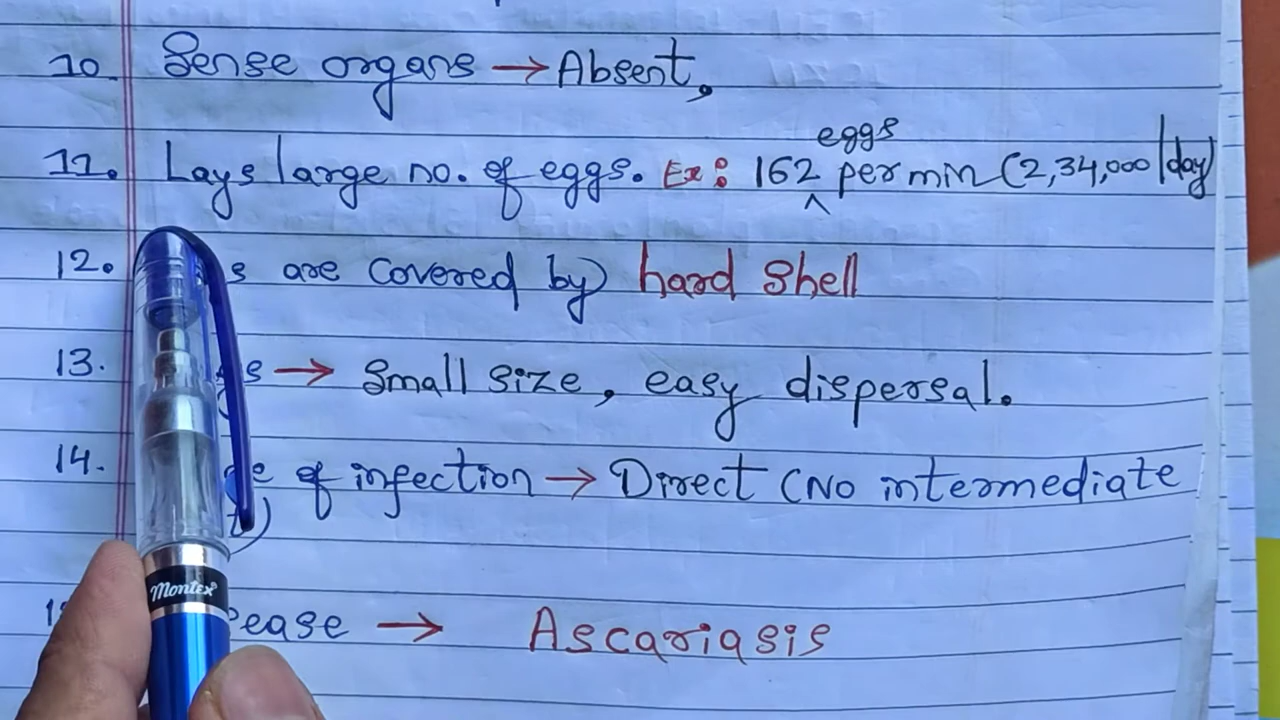 10. Sense organs → Absent,
11. Lays large no. of eggs. Ex: 162 eggs per min (2,34,000/day)
12. s are covered by hard shell
13. gs → Small size, easy dispersal.
14. of infection → Direct (No intermediate
Ascariasis
Montex